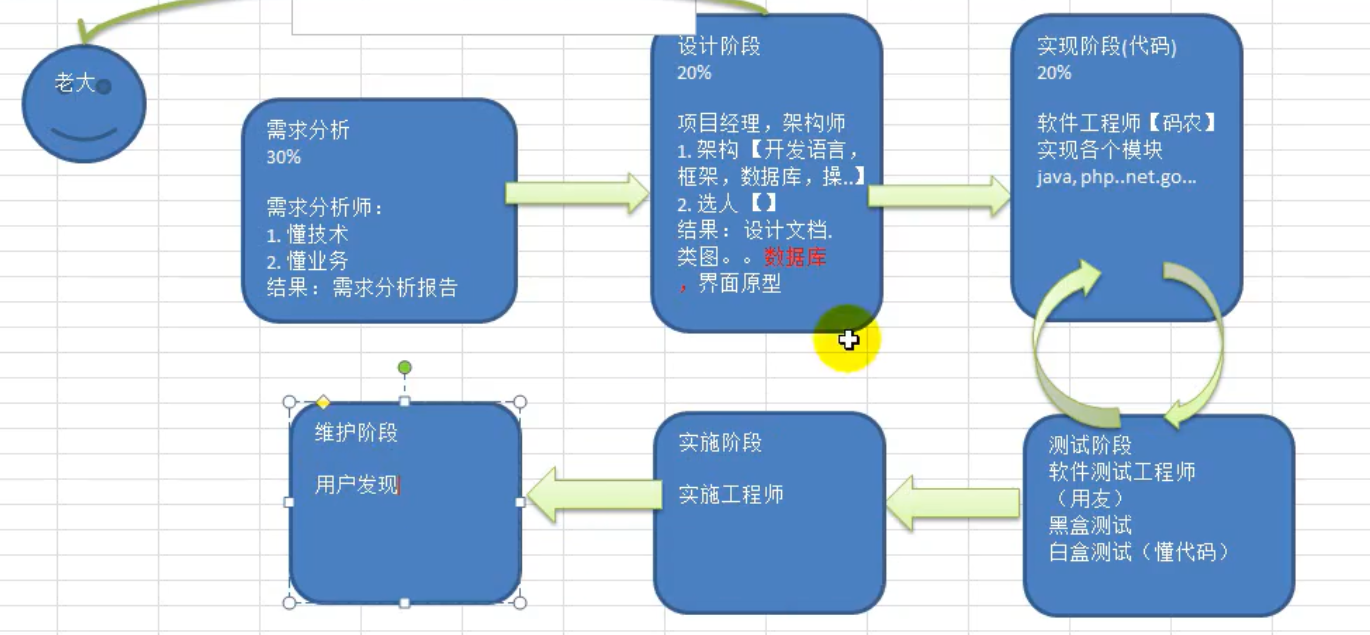 老大
需求分析
30%
需求分析师：
1. 懂技术
2. 懂业务
结果：需求分析报告
设计阶段
20%
项目经理，架构师
1. 架构【开发语言，
框架，数据库，操..】
2. 选人【】
结果：设计文档.
类图。。数据库
，界面原型
实现阶段(代码)
20%
软件工程师【码农】
实现各个模块
java,php..net.go...
测试阶段
软件测试工程师
（用友）
黑盒测试
白盒测试（懂代码）
实施阶段
实施工程师
维护阶段
用户发现